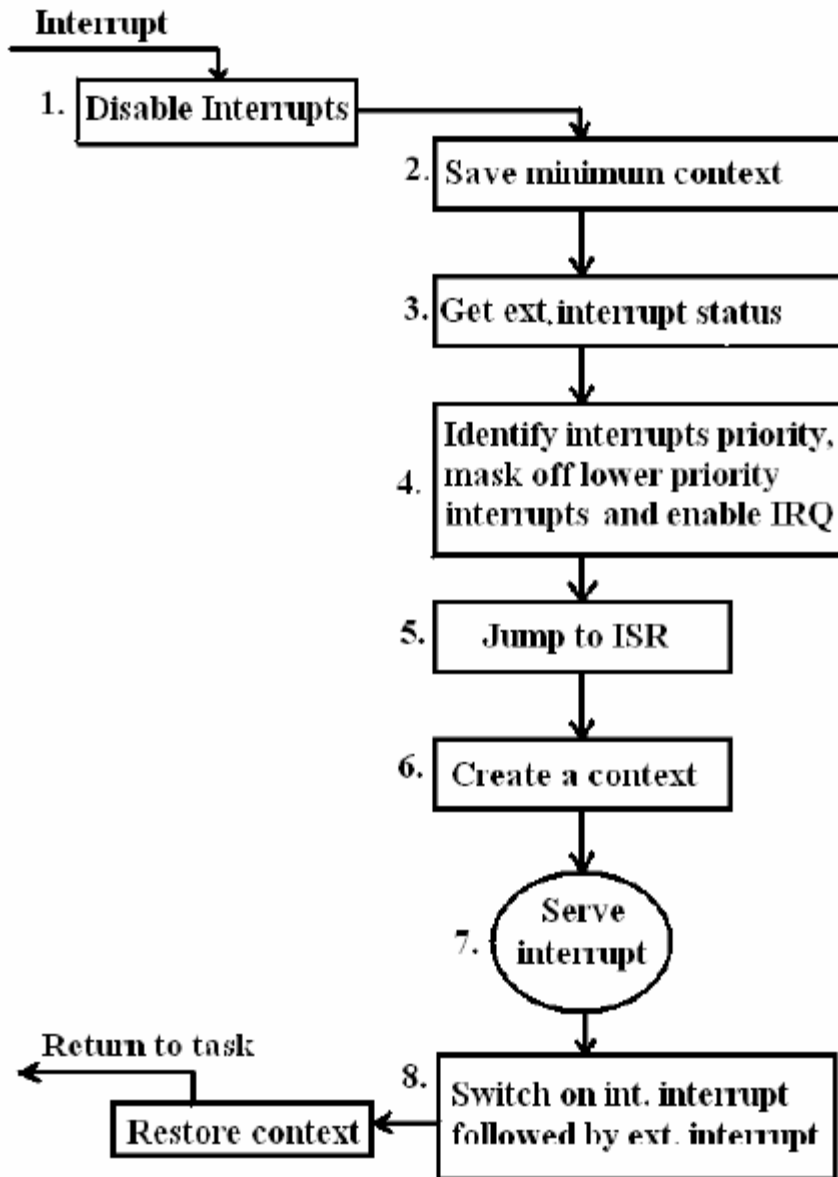 Interrupt
1. Disable Interrupts
2. Save minimum context
3. Get ext. interrupt status
4. Identify interrupts priority,
mask off lower priority
interrupts and enable IRQ
5. Jump to ISR
6. Create a context
7. Serve
interrupt
8. Switch on int. interrupt
followed by ext. interrupt
Restore context
Return to task